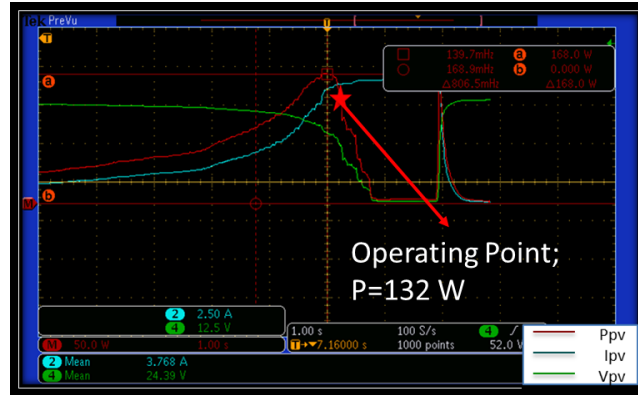 Tek PreVu
T
a
139.7mHz a 168.0 W
168.9mHz b 0.000 W
Δ806.5mHz Δ168.0 W
b
M
Operating Point;
P=132 W
2 2.50 A
4 12.5 V
1.00 s 100 S/s 4
M 50.0 W 1.00 s T→▼7.16000 s 1000 points 52.0 V
2 Mean 3.768 A
4 Mean 24.39 V
Ppv
Ipv
Vpv